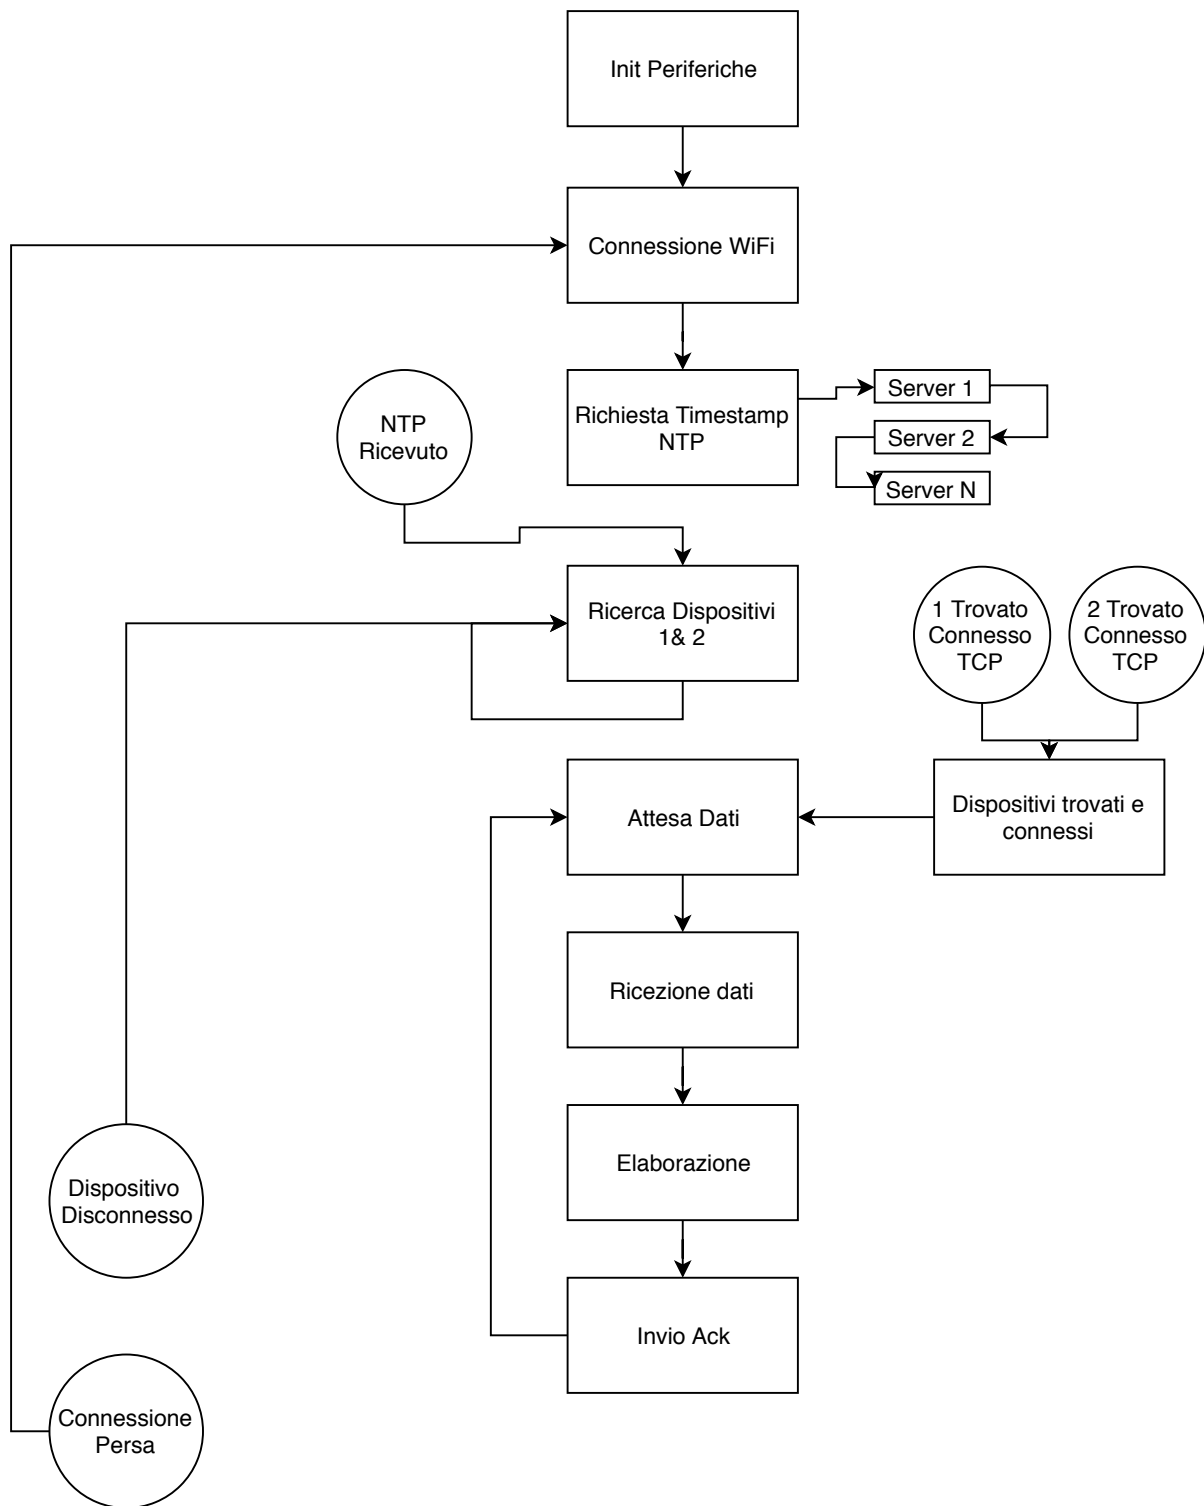 Init Periferiche
Connessione WiFi
NTP
Ricevuto
Richiesta Timestamp
NTP
Server 1
Server 2
Server N
Ricerca Dispositivi
1& 2
1 Trovato
Connesso
TCP
2 Trovato
Connesso
TCP
Attesa Dati
Dispositivi trovati e
connessi
Ricezione dati
Elaborazione
Dispositivo
Disconnesso
Invio Ack
Connessione
Persa